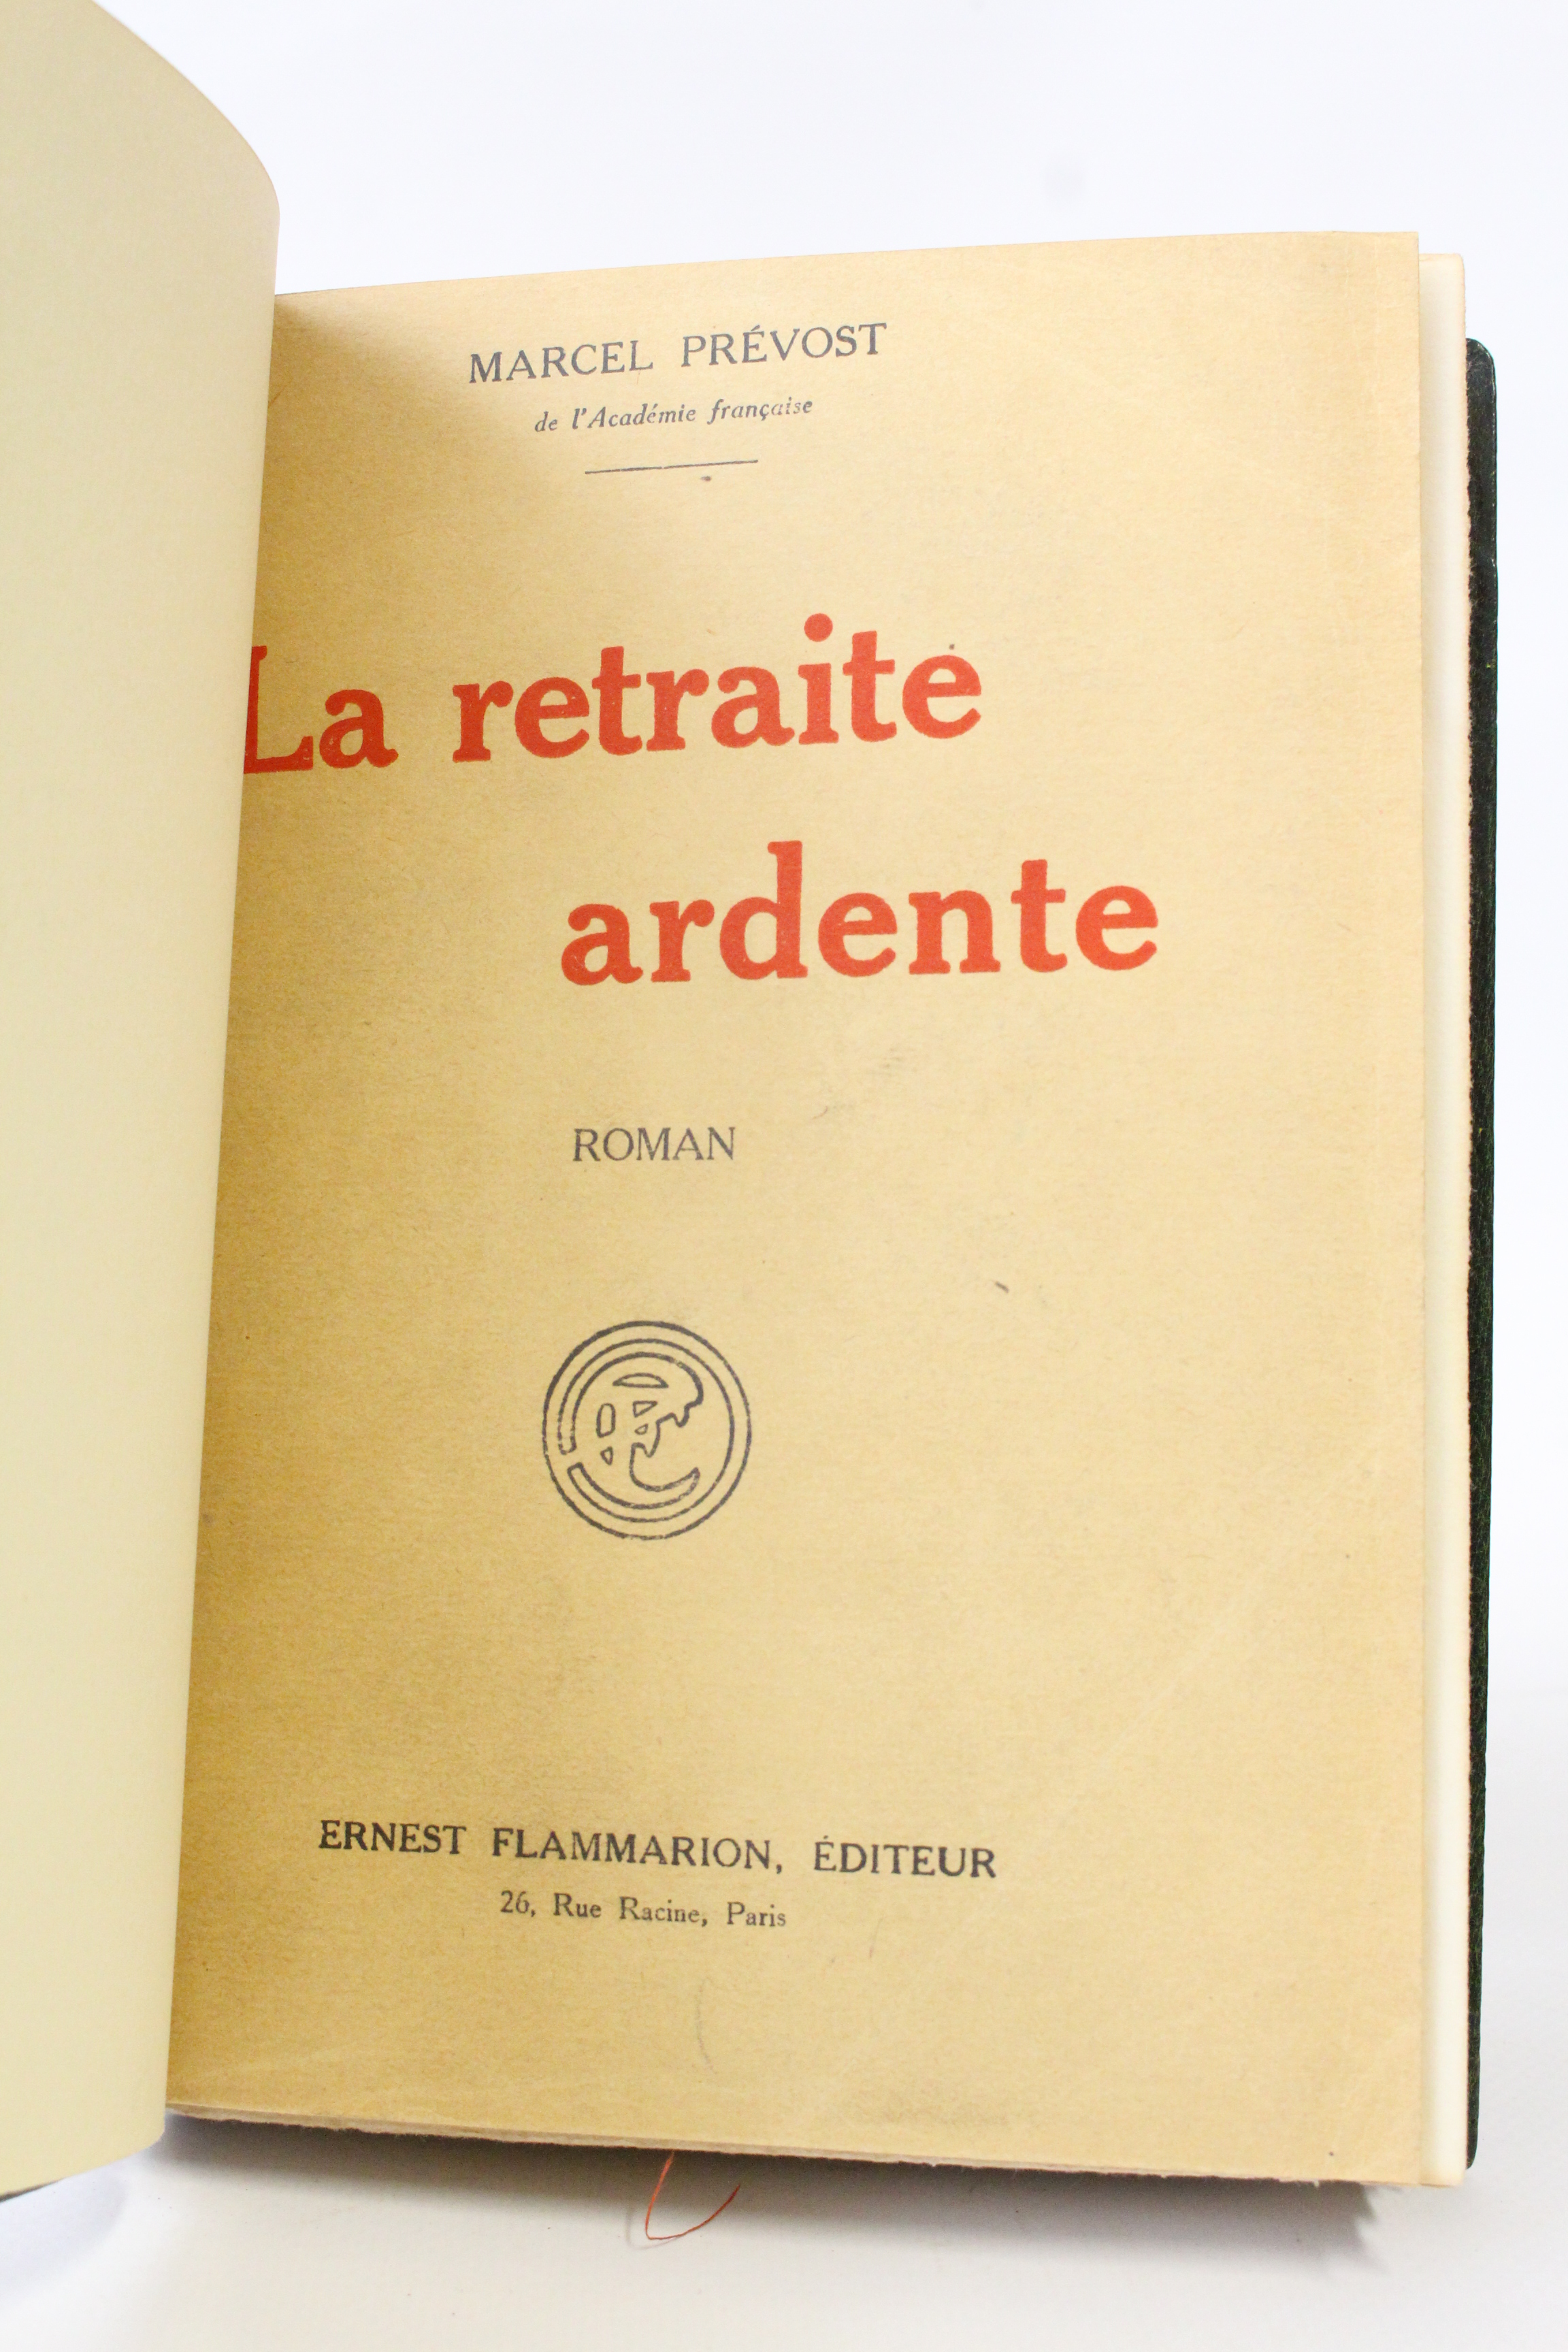 MARCEL PRÉVOST
de l'Académie française
La retraite
ardente
ROMAN
ERNEST FLAMMARION, ÉDITEUR
26, Rue Racine, Paris